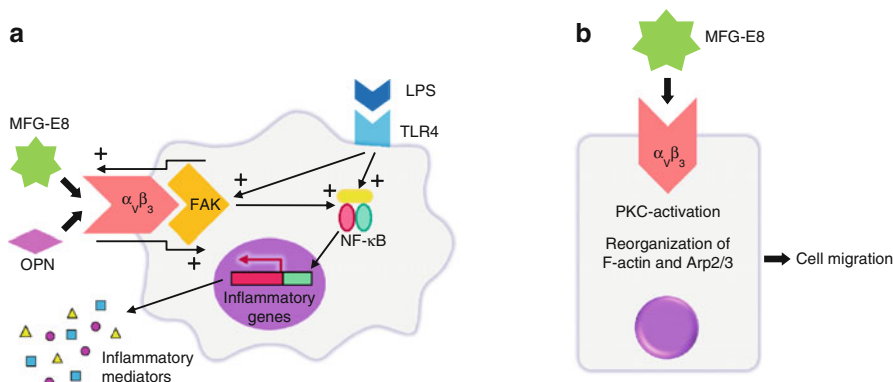 a
LPS
TLR4
MFG-E8
+
+
+
+
αvβ3
FAK
OPN
+
NF-κB
Inflammatory
genes
Inflammatory
mediators
b
MFG-E8
αvβ3
PKC-activation
Reorganization of
F-actin and Arp2/3
Cell migration